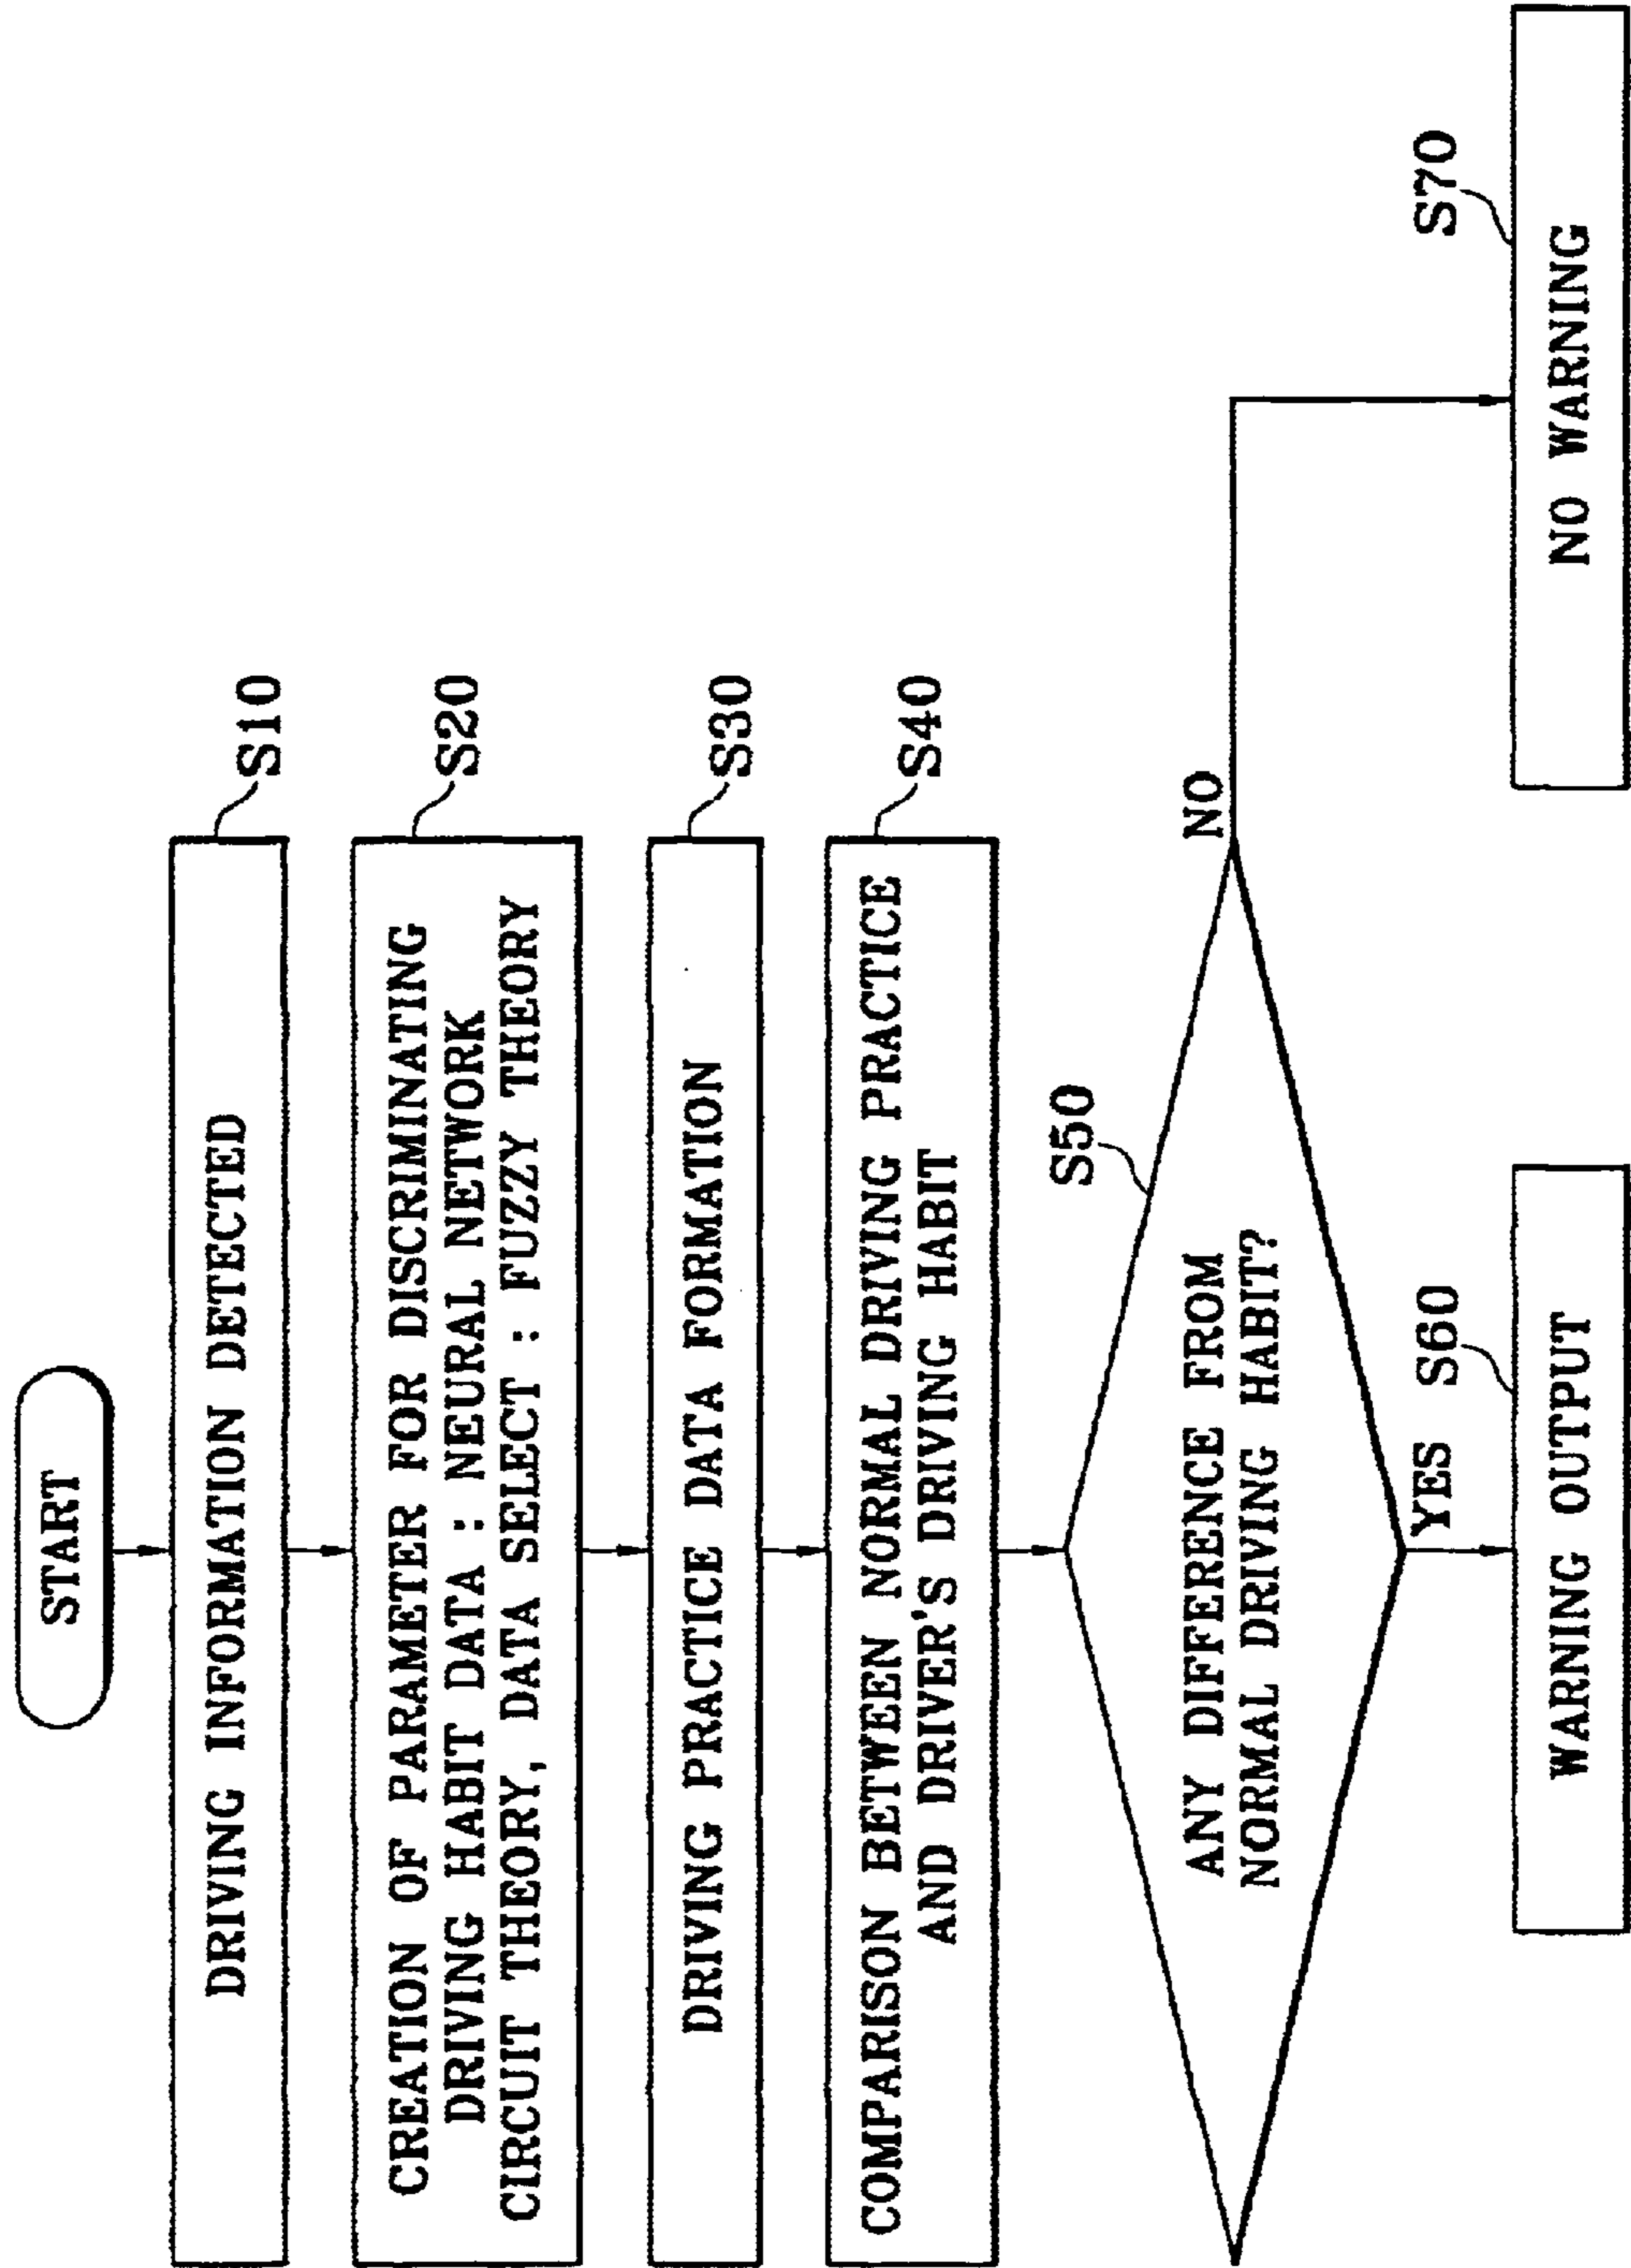 START
DRIVING INFORMATION DETECTED
S10
CREATION OF PARAMETER FOR DISCRIMINATING
DRIVING HABIT DATA : NEURAL NETWORK
CIRCUIT THEORY, DATA SELECT : FUZZY THEORY
S20
DRIVING PRACTICE DATA FORMATION
S30
COMPARISON BETWEEN NORMAL DRIVING PRACTICE
AND DRIVER'S DRIVING HABIT
S40
S50
ANY DIFFERENCE FROM
NORMAL DRIVING HABIT?
NO
YES
S60
WARNING OUTPUT
S70
NO WARNING